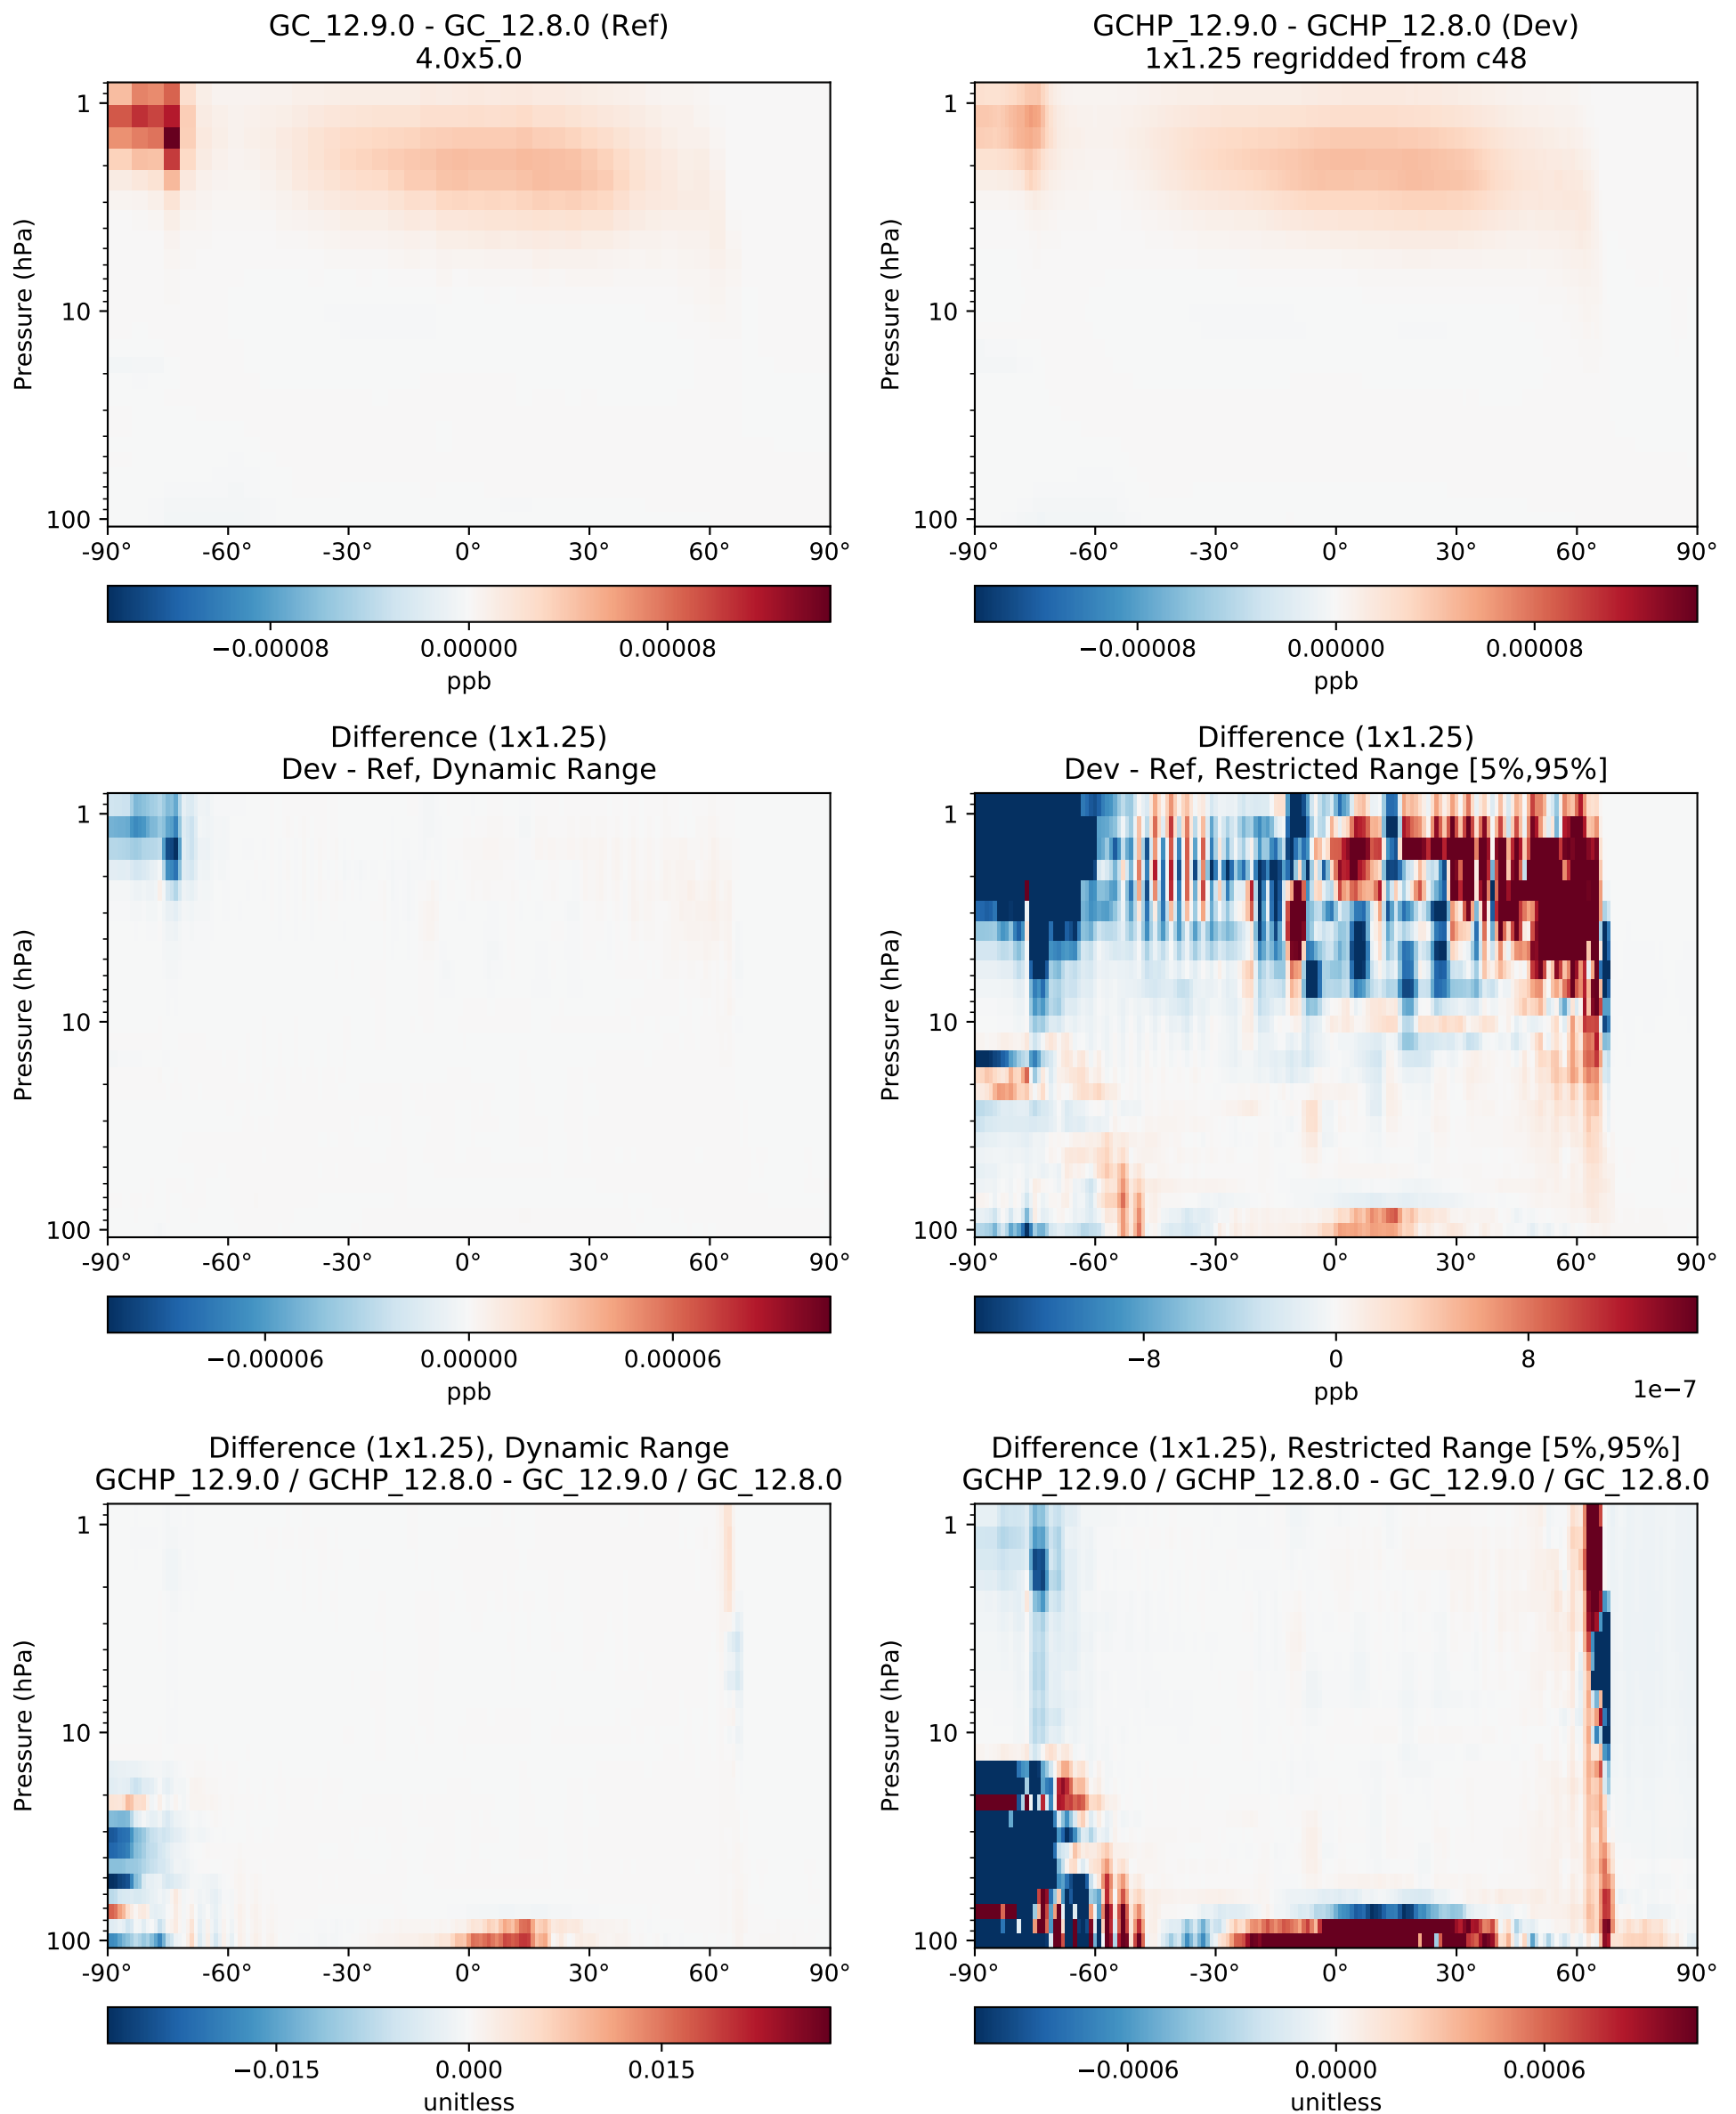 GC_12.9.0 - GC_12.8.0 (Ref)
4.0x5.0
Pressure (hPa)
1
10
100
-90° -60° -30° 0° 30° 60° 90°
−0.00008 0.00000 0.00008
ppb
GCHP_12.9.0 - GCHP_12.8.0 (Dev)
1x1.25 regridded from c48
Pressure (hPa)
1
10
100
-90° -60° -30° 0° 30° 60° 90°
−0.00008 0.00000 0.00008
ppb
Difference (1x1.25)
Dev - Ref, Dynamic Range
Pressure (hPa)
1
10
100
-90° -60° -30° 0° 30° 60° 90°
−0.00006 0.00000 0.00006
ppb
Difference (1x1.25)
Dev - Ref, Restricted Range [5%,95%]
Pressure (hPa)
1
10
100
-90° -60° -30° 0° 30° 60° 90°
−8 0 8
ppb
1e−7
Difference (1x1.25), Dynamic Range
GCHP_12.9.0 / GCHP_12.8.0 - GC_12.9.0 / GC_12.8.0
Pressure (hPa)
1
10
100
-90° -60° -30° 0° 30° 60° 90°
−0.015 0.000 0.015
unitless
Difference (1x1.25), Restricted Range [5%,95%]
GCHP_12.9.0 / GCHP_12.8.0 - GC_12.9.0 / GC_12.8.0
Pressure (hPa)
1
10
100
-90° -60° -30° 0° 30° 60° 90°
−0.0006 0.0000 0.0006
unitless